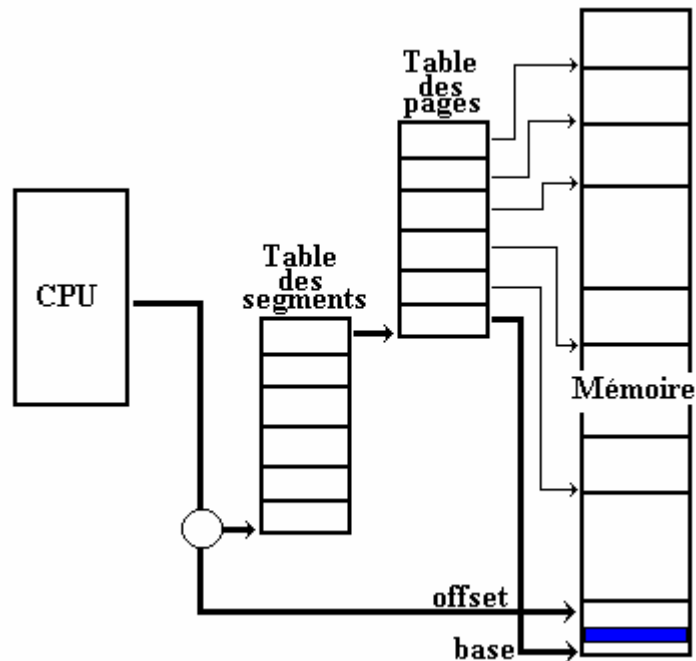 Table
des
pages
CPU
Table
des
segments
Mémoire
offset
base